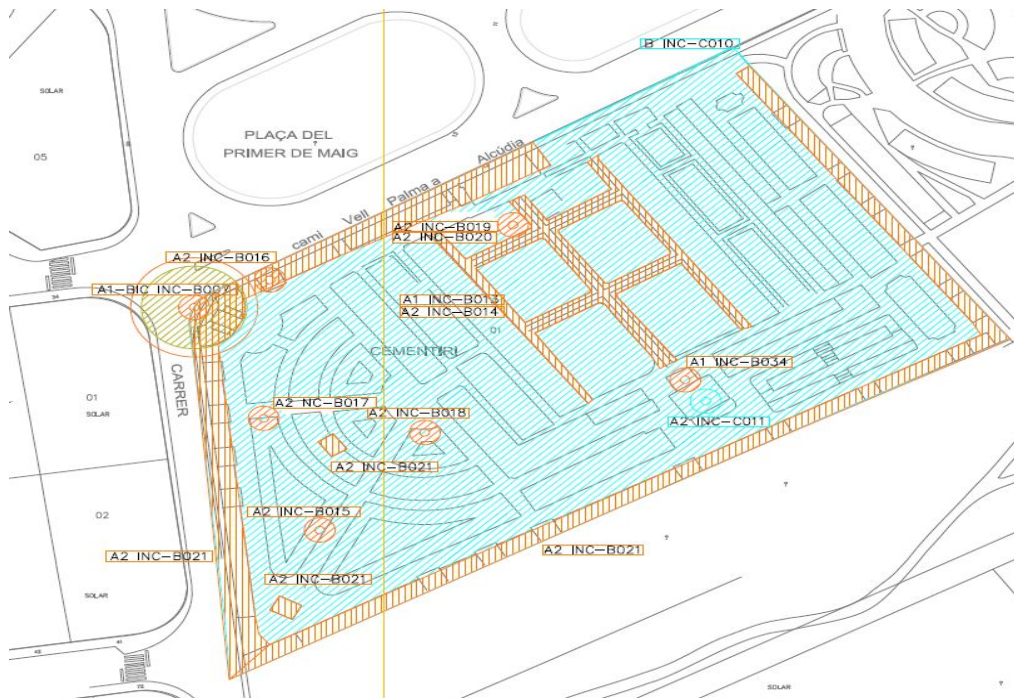 B INC-C010
SOLAR
05
PLAÇA DEL
PRIMER DE MAIG
?
?
cami Vell Palma a Alcúdia
A2 INC-B019
A2 INC-B020
A2 INC-B016
A1-BIC INC-B007
A1 INC-B013
A2 INC-B014
01
CEMENTIRI
A1 INC-B034
CARRER
01
SOLAR
A2 NC-B017
A2 INC-B018
A2 INC-C011
A2 INC-B021
?
02
A2 INC-B015
?
A2 INC-B021
A2 INC-B021
A2 INC-B021
SOLAR
SOLAR
?